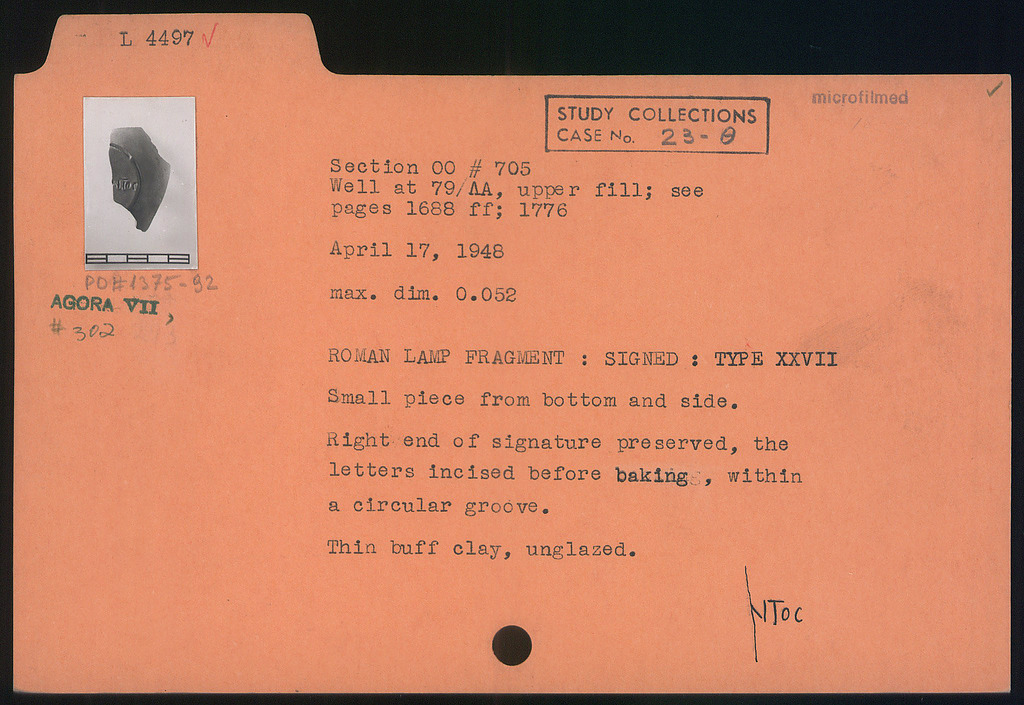 L 4497 ✓
microfilmed ✓
STUDY COLLECTIONS
CASE No. 23-θ
Section OO # 705
Well at 79/ΛΑ, upper fill; see
pages 1688 ff; 1776
April 17, 1948
max. dim. 0.052
PD#1375-92
AGORA VII,
# 302
ROMAN LAMP FRAGMENT : SIGNED : TYPE XXVII
Small piece from bottom and side.
Right end of signature preserved, the
letters incised before baking , within
a circular groove.
Thin buff clay, unglazed.
NTOC